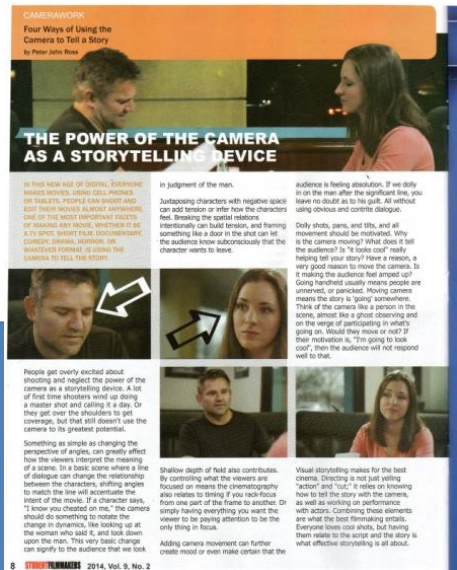 CAMERAWORK
Four Ways of Using the
Camera to Tell a Story
by Peter John Ross
THE POWER OF THE CAMERA
AS A STORYTELLING DEVICE
IN THIS NEW AGE OF DIGITAL, EVERYONE
MAKES MOVIES. USING CELL PHONES
OR TABLETS, PEOPLE CAN SHOOT AND
EDIT THEIR MOVIES ALMOST ANYWHERE.
ONE OF THE MOST IMPORTANT FACETS
OF MAKING ANY MOVIE, WHETHER IT BE
A TV SPOT, SHORT FILM, DOCUMENTARY,
COMEDY, DRAMA, HORROR, OR
WHATEVER FORMAT IS USING THE
CAMERA TO TELL THE STORY.
People get overly excited about
shooting and neglect the power of the
camera as a storytelling device. A lot
of first time shooters wind up doing
a master shot and calling it a day. Or
they get over the shoulders to get
coverage, but that still doesn't use the
camera to its greatest potential.
Something as simple as changing the
perspective of angles, can greatly affect
how the viewers interpret the meaning
of a scene. In a basic scene where a line
of dialogue can change the relationship
between the characters, shifting angles
to match the line will accentuate the
intent of the movie. If a character says,
"I know you cheated on me," the camera
should do something to notate the
change in dynamics, like looking up at
the woman who said it, and look down
upon the man. This very basic change
can signify to the audience that we look
in judgment of the man.
Juxtaposing characters with negative space
can add tension or infer how the characters
feel. Breaking the spatial relations
intentionally can build tension, and framing
something like a door in the shot can let
the audience know subconsciously that the
character wants to leave.
Shallow depth of field also contributes.
By controlling what the viewers are
focused on means the cinematography
also relates to timing if you rack-focus
from one part of the frame to another. Or
simply having everything you want the
viewer to be paying attention to be the
only thing in focus.
Adding camera movement can further
create mood or even make certain that the
audience is feeling absolution. If we dolly
in on the man after the significant line, you
leave no doubt as to his guilt. All without
using obvious and contrite dialogue.
Dolly shots, pans, and tilts, and all
movement should be motivated. Why
is the camera moving? What does it tell
the audience? Is "it looks cool" really
helping tell your story? Have a reason, a
very good reason to move the camera. Is
it making the audience feel amped up?
Going handheld usually means people are
unnerved, or panicked. Moving camera
means the story is 'going' somewhere.
Think of the camera like a person in the
scene, almost like a ghost observing and
on the verge of participating in what's
going on. Would they move or not? If
their motivation is, "I'm going to look
cool", then the audience will not respond
well to that.
Visual storytelling makes for the best
cinema. Directing is not just yelling
"action" and "cut;" it relies on knowing
how to tell the story with the camera,
as well as working on performance
with actors. Combining these elements
are what the best filmmaking entails.
Everyone loves cool shots, but having
them relate to the script and the story is
what effective storytelling is all about.
8 STUDENTFILMMAKERS 2014, Vol. 9, No. 2